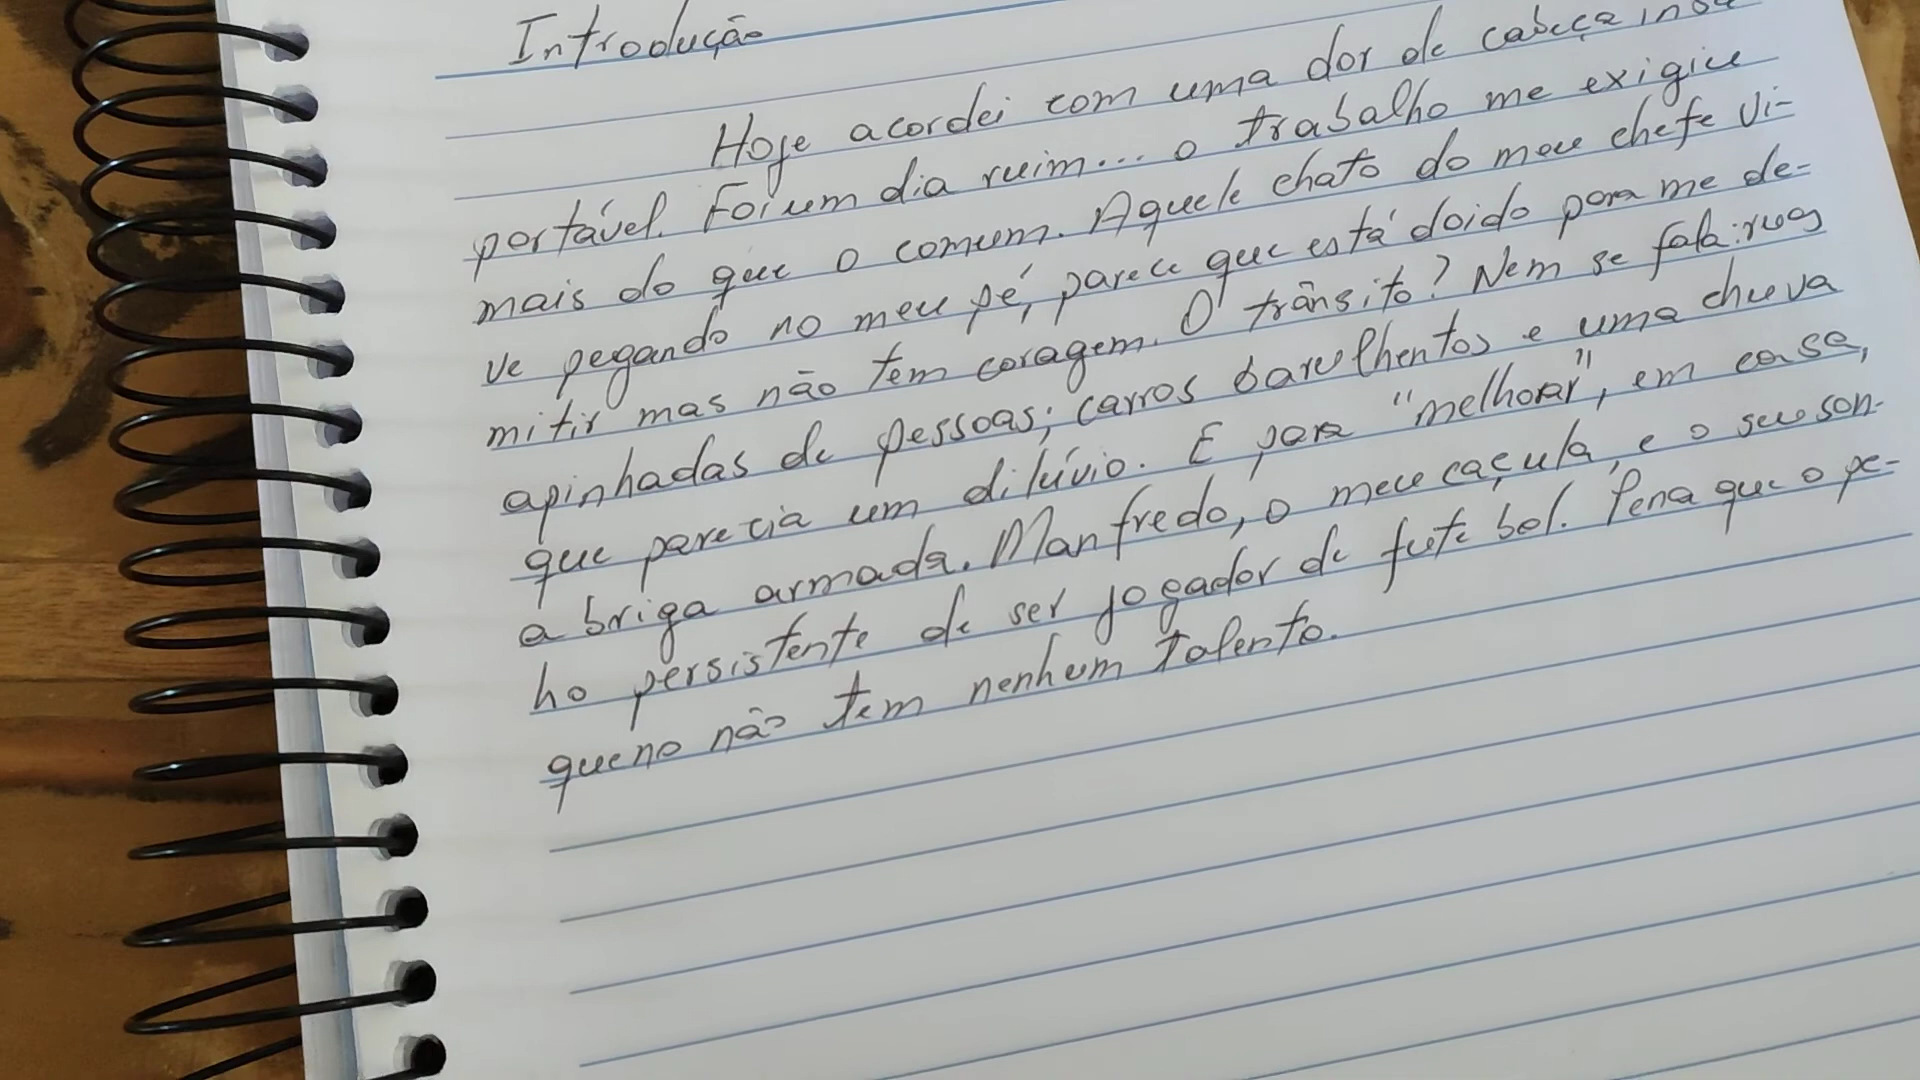 Introdução
Hoje acordei com uma dor de cabeça insu
portável. Foi um dia ruim... o trabalho me exigiu
mais do que o comum. Aquele chato do meu chefe vi-
ve pegando no meu pé, parece que está doido para me de-
mitir mas não tem coragem. O trânsito? Nem se fala: ruas
apinhadas de pessoas; carros barulhentos e uma chuva
que parecia um dilúvio. E para "melhorar", em casa,
a briga armada. Manfredo, o meu caçula, e o seu son-
ho persistente de ser jogador de futebol. Pena que o pe-
queno não tem nenhum talento.